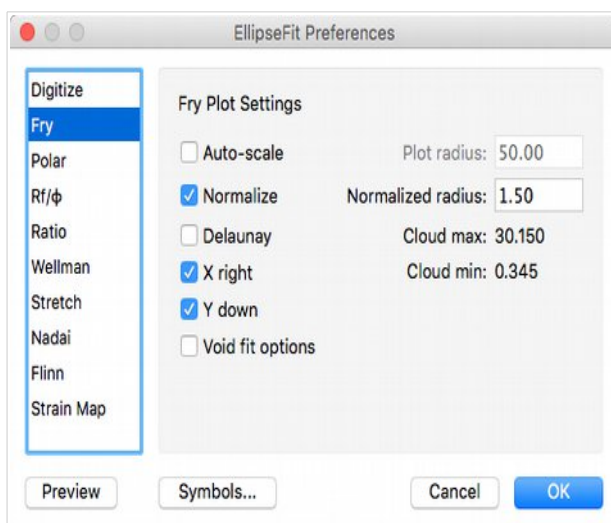 EllipseFit Preferences
Digitize
Fry
Polar
Rf/ϕ
Ratio
Wellman
Stretch
Nadai
Flinn
Strain Map
Fry Plot Settings
Auto-scale Plot radius: 50.00
Normalize Normalized radius: 1.50
Delaunay Cloud max: 30.150
X right Cloud min: 0.345
Y down
Void fit options
Preview Symbols... Cancel OK